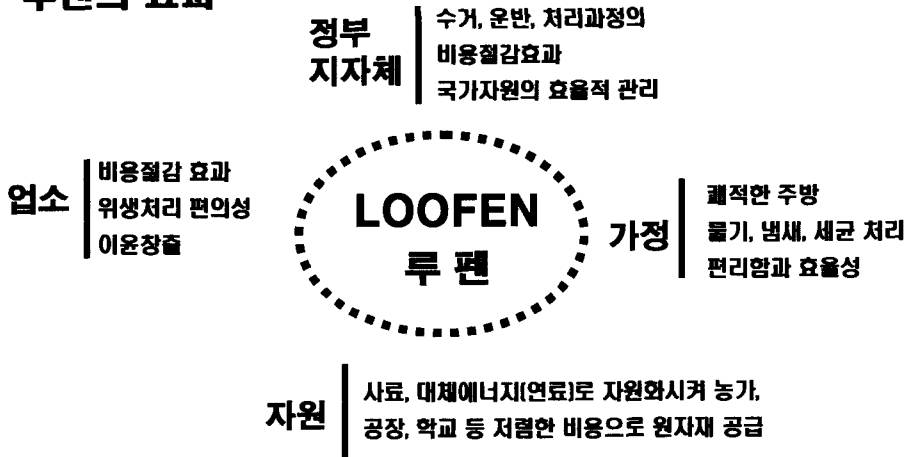 루펜의 효과
정부
지자체
수거, 운반, 처리과정의
비용절감효과
국가자원의 효율적 관리
업소
비용절감 효과
위생처리 편의성
이윤창출
LOOFEN
루펜
가정
쾌적한 주방
물기, 냄새, 세균 처리
편리함과 효율성
자원
사료, 대체에너지(연료)로 자원화시켜 농가,
공장, 학교 등 저렴한 비용으로 원자재 공급